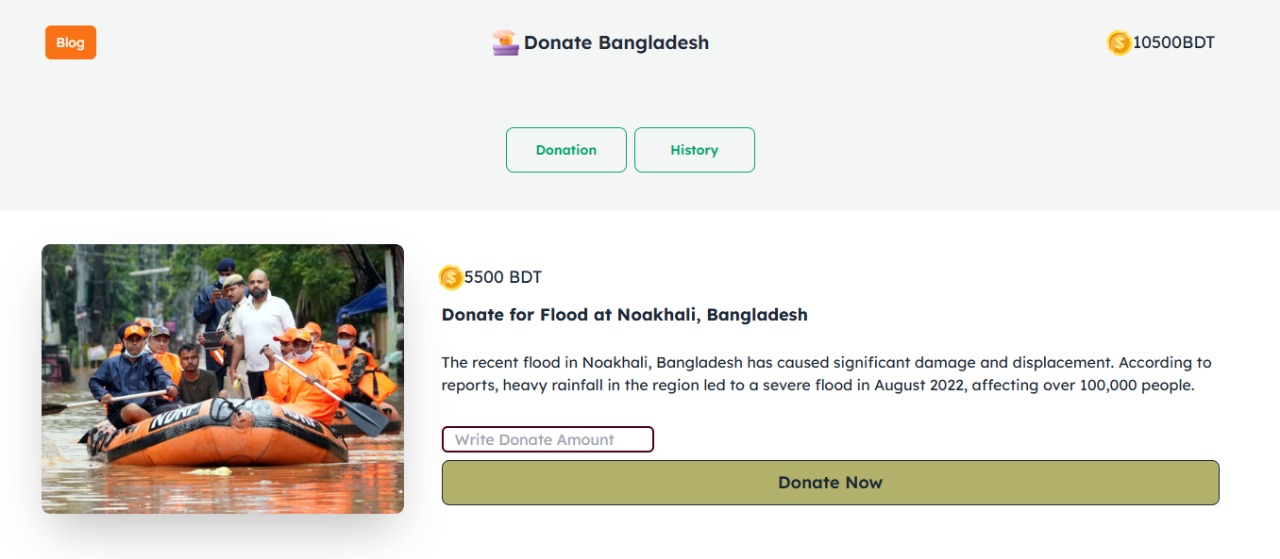 Blog
Donate Bangladesh
10500BDT
Donation
History
5500 BDT
Donate for Flood at Noakhali, Bangladesh
The recent flood in Noakhali, Bangladesh has caused significant damage and displacement. According to
reports, heavy rainfall in the region led to a severe flood in August 2022, affecting over 100,000 people.
Write Donate Amount
Donate Now
NDRF